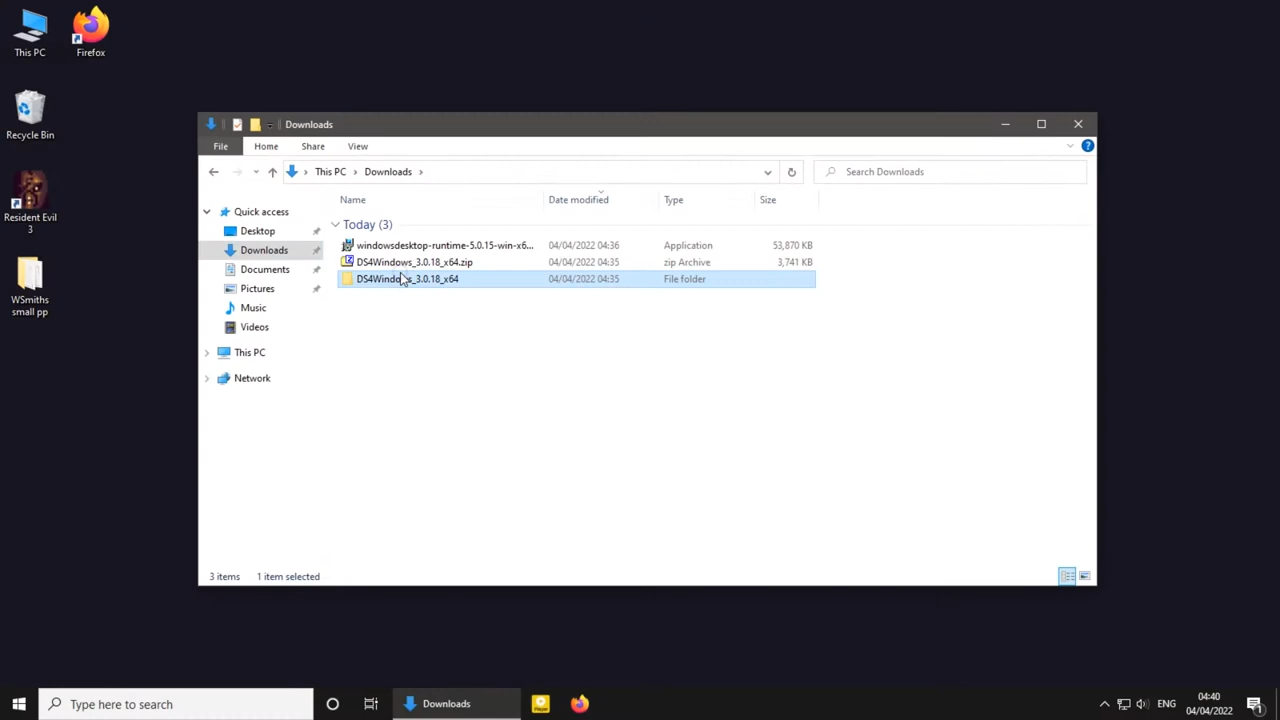 This PC
Firefox
Recycle Bin
Resident Evil
3
WSmiths
small pp
Downloads
File
Home
Share
View
This PC
Downloads
Search Downloads
Name
Date modified
Type
Size
Quick access
Desktop
Downloads
Documents
Pictures
Music
Videos
This PC
Network
Today (3)
windowsdesktop-runtime-5.0.15-win-x6... 04/04/2022 04:36 Application 53,870 KB
DS4Windows_3.0.18_x64.zip 04/04/2022 04:35 zip Archive 3,741 KB
DS4Windows_3.0.18_x64 04/04/2022 04:35 File folder
3 items
1 item selected
Type here to search
Downloads
Player
ENG
04:40
04/04/2022
1